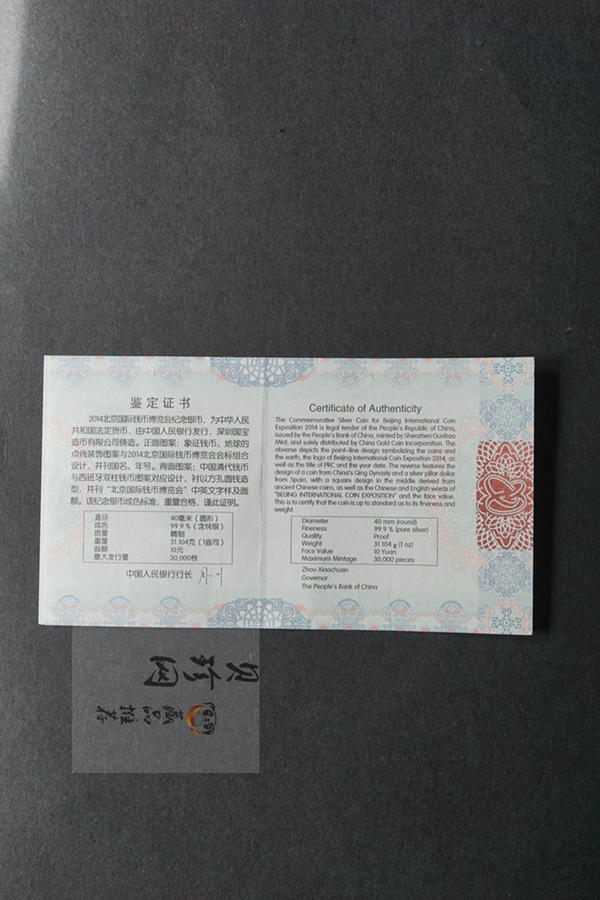 鉴定证书
2014北京国际钱币博览会纪念银币，为中华人民
共和国法定货币，由中国人民银行发行，深圳国宝
造币有限公司铸造。正面图案：象征钱币、地球的
点线装饰图案与2014北京国际钱币博览会会标组合设
计，并刊国名、年号。背面图案：中国清代钱币
与西班牙双柱钱币图案对应设计，衬以方孔圆钱造
型，并刊“北京国际钱币博览会”中英文字样及面
额。该纪念银币成色标准、重量合格，谨此证明。
直径 40毫米（圆形）
成色 99.9％（含纯银）
质量 精制
重量 31.104克（1盎司）
面额 10元
最大发行量 30,000枚
中国人民银行行长
Certificate of Authenticity
The Commemorative Silver Coin for Beijing International Coin
Exposition 2014 is legal tender of the People's Republic of China,
issued by the People's Bank of China, minted by Shenzhen Guobao
Mint, and solely distributed by China Gold Coin Incorporation. The
obverse depicts the point-line design symbolizing the coins and
the earth, the logo of Beijing International Coin Exposition 2014, as
well as the title of PRC and the year date. The reverse features the
design of a coin from China's Qing Dynasty and a silver pillar dollar
from Spain, with a square design in the middle derived from
ancient Chinese coins, as well as the Chinese and English words of
"BEIJING INTERNATIONAL COIN EXPOSITION" and the face value.
This is to certify that the coin is up to standard as to its fineness and
weight.
Diameter 40 mm (round)
Fineness 99.9 % (pure silver)
Quality Proof
Weight 31.104 g (1 oz)
Face Value 10 Yuan
Maximum Mintage 30,000 pieces
Zhou Xiaochuan
Governor
The People's Bank of China
贝珍网
藏品推荐